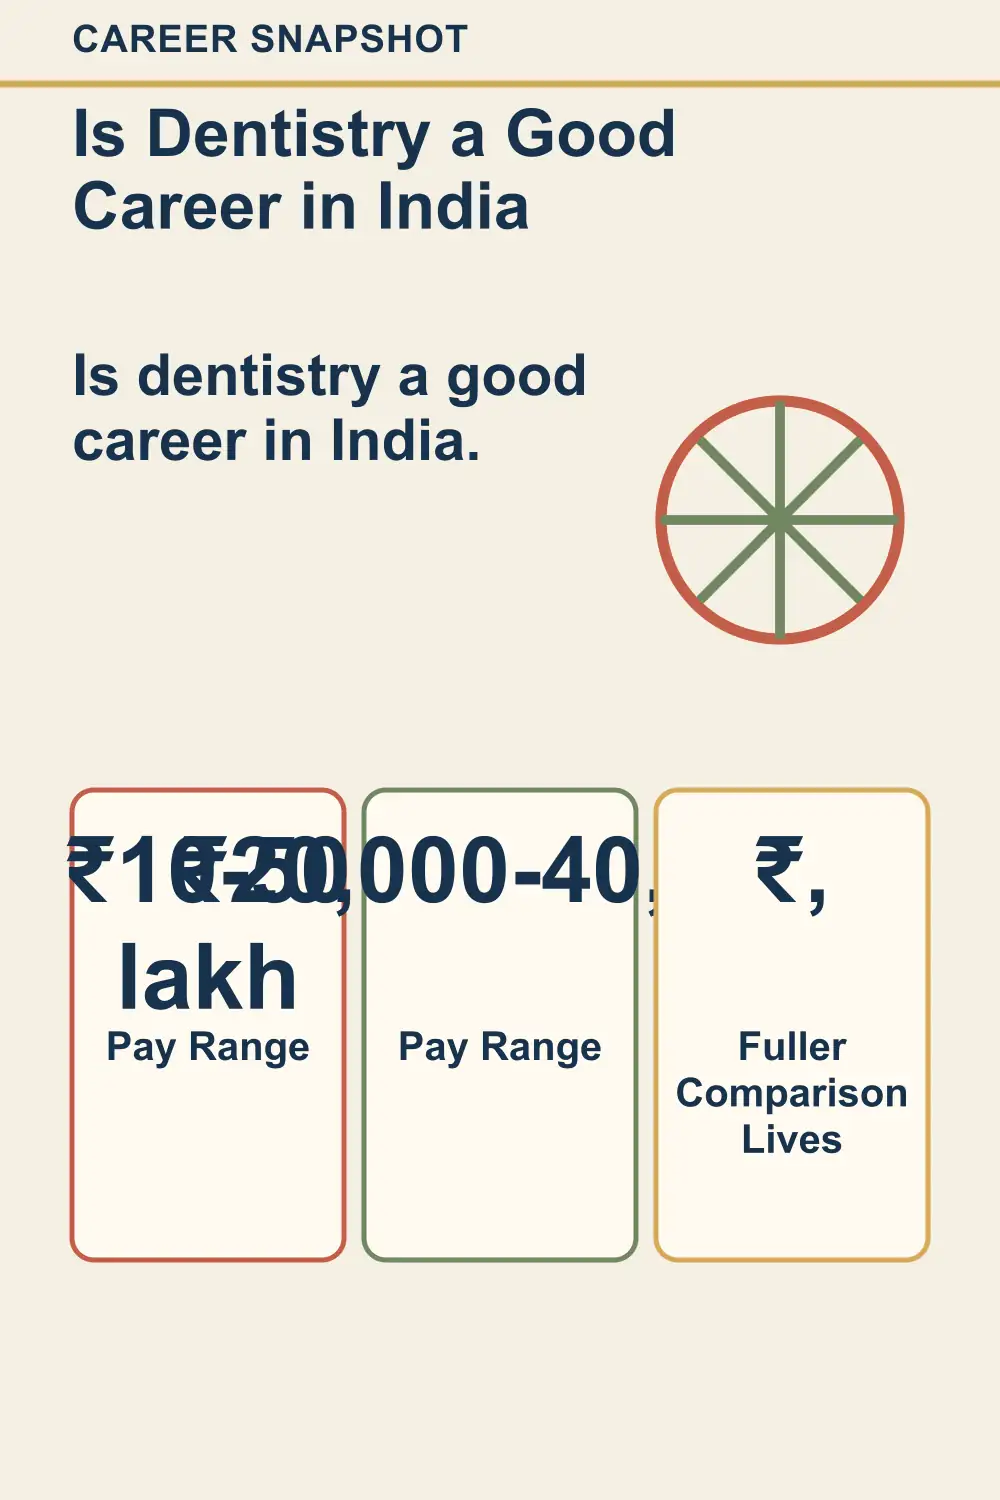 CAREER SNAPSHOT
Is Dentistry a Good
Career in India
Is dentistry a good
career in India.
lakh
Pay Range
Pay Range
₹,
Fuller
Comparison
Lives